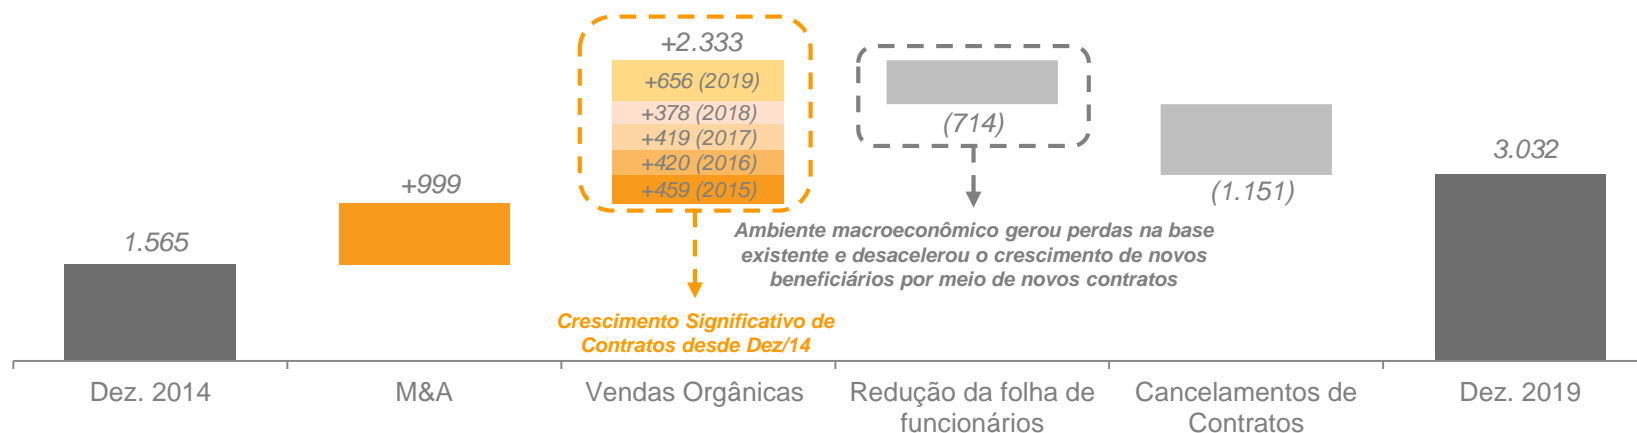 1.565
+999
+2.333
+656 (2019)
+378 (2018)
+419 (2017)
+420 (2016)
+459 (2015)
Crescimento Significativo de
Contratos desde Dez/14
(714)
Ambiente macroeconômico gerou perdas na base
existente e desacelerou o crescimento de novos
beneficiários por meio de novos contratos
(1.151)
3.032
Dez. 2014
M&A
Vendas Orgânicas
Redução da folha de
funcionários
Cancelamentos de
Contratos
Dez. 2019